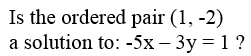 Is the ordered pair (1, -2)
a solution to: -5x – 3y = 1 ?